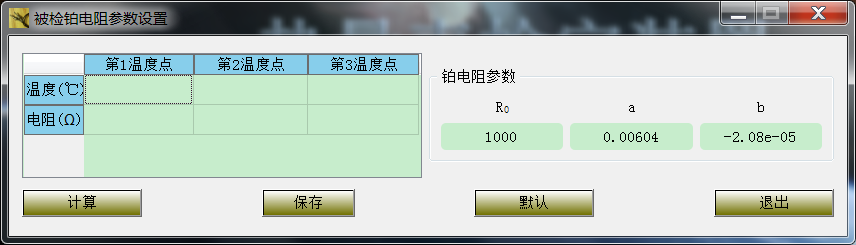 被检铂电阻参数设置
第1温度点 第2温度点 第3温度点
温度(℃)
电阻(Ω)
铂电阻参数
R₀ a b
1000 0.00604 -2.08e-05
计算 保存 默认 退出